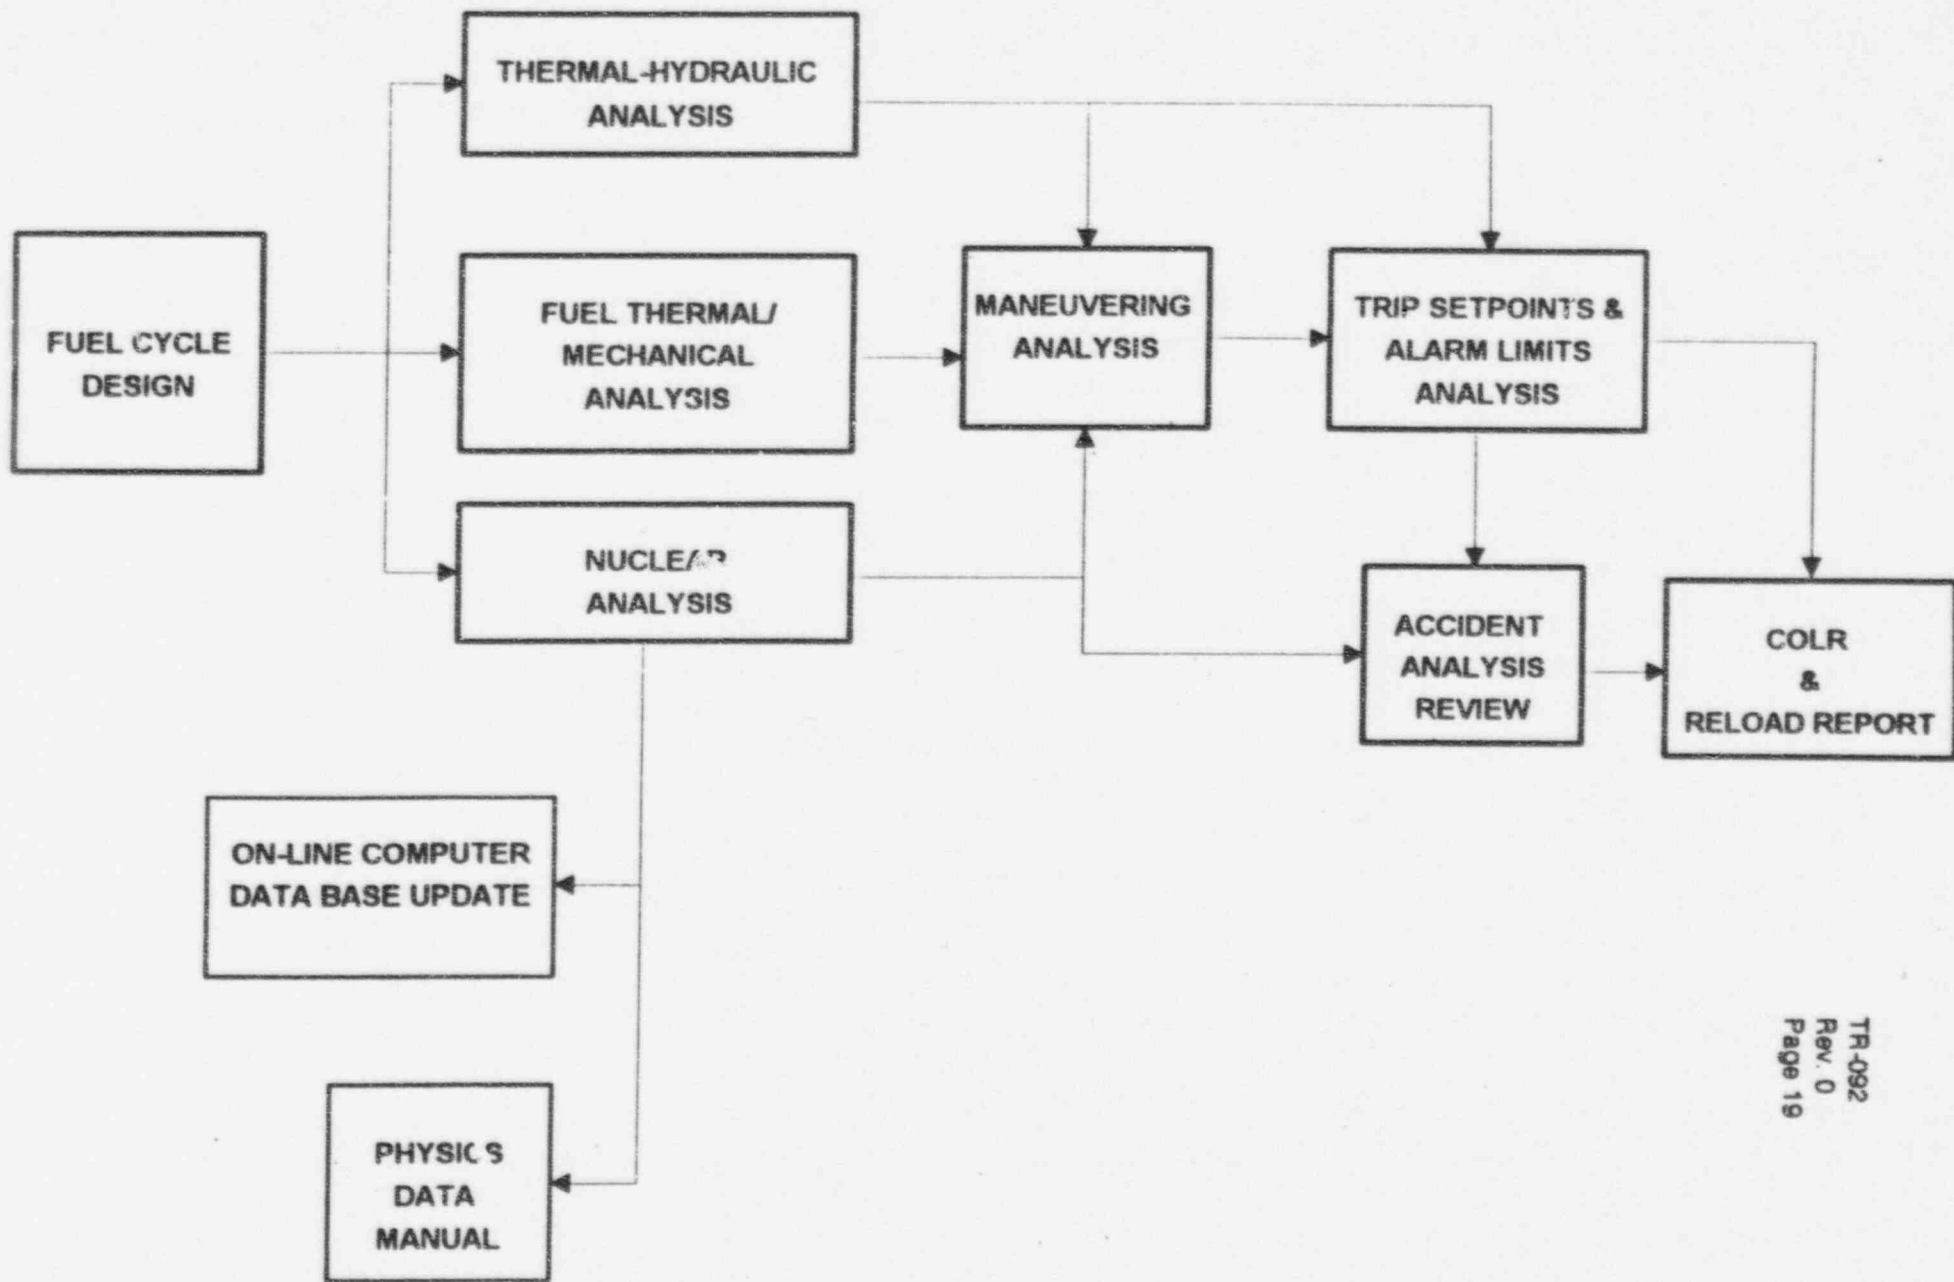 THERMAL-HYDRAULIC
ANALYSIS
FUEL CYCLE
DESIGN
FUEL THERMAL/
MECHANICAL
ANALYSIS
MANEUVERING
ANALYSIS
TRIP SETPOINTS &
ALARM LIMITS
ANALYSIS
NUCLEAR
ANALYSIS
ACCIDENT
ANALYSIS
REVIEW
COLR
&
RELOAD REPORT
ON-LINE COMPUTER
DATA BASE UPDATE
PHYSICS
DATA
MANUAL
TR-092
Rev. 0
Page 19